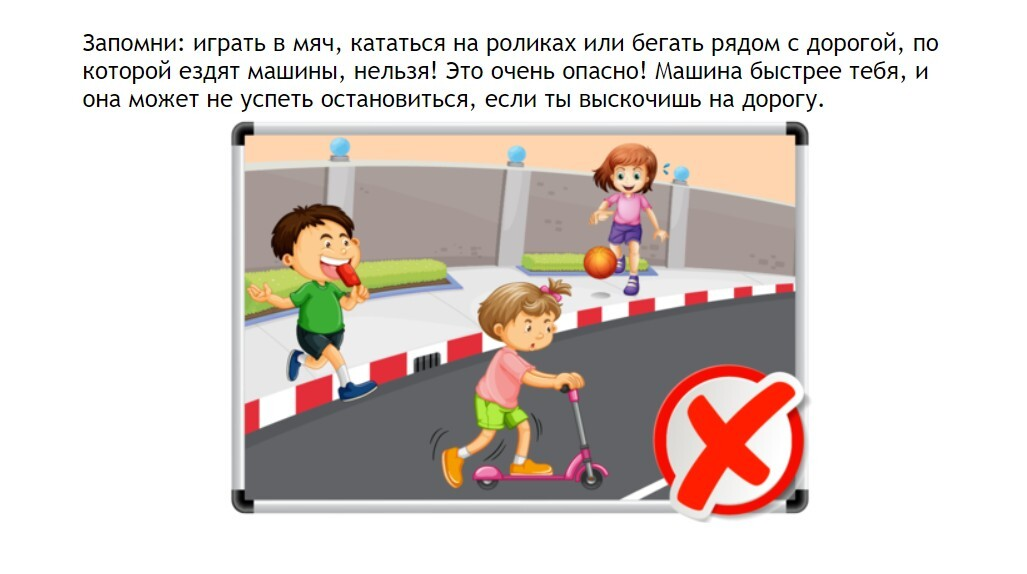 Запомни: играть в мяч, кататься на роликах или бегать рядом с дорогой, по
которой ездят машины, нельзя! Это очень опасно! Машина быстрее тебя, и
она может не успеть остановиться, если ты выскочишь на дорогу.